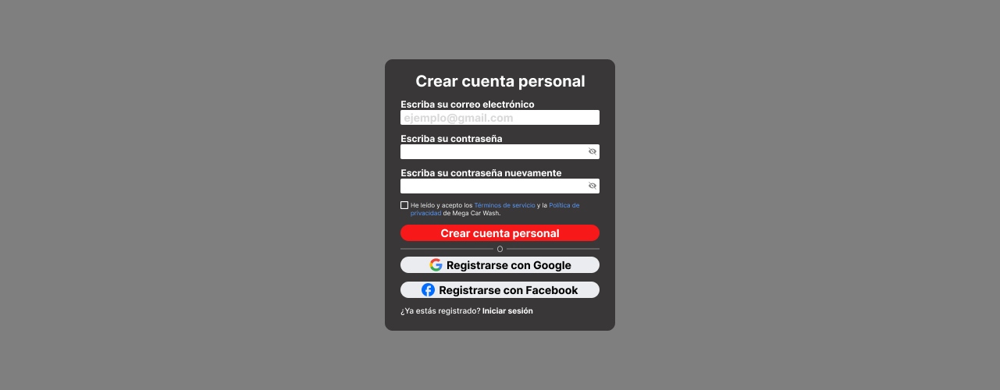 Crear cuenta personal
Escriba su correo electrónico
ejemplo@gmail.com
Escriba su contraseña
Escriba su contraseña nuevamente
He leído y acepto los Términos de servicio y la Política de
privacidad de Mega Car Wash.
Crear cuenta personal
O
Registrarse con Google
Registrarse con Facebook
¿Ya estás registrado? Iniciar sesión